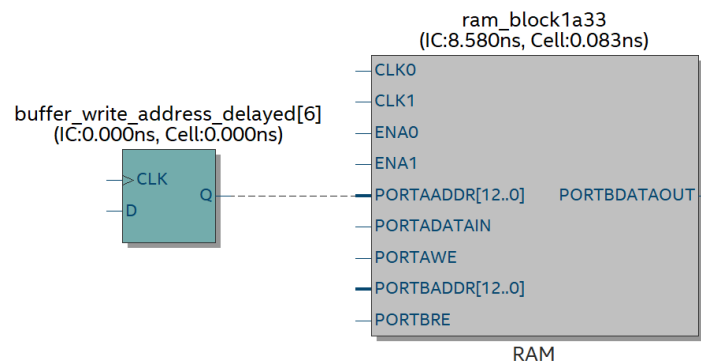 ram_block1a33
(IC:8.580ns, Cell:0.083ns)
CLK0
CLK1
buffer_write_address_delayed[6]
(IC:0.000ns, Cell:0.000ns)
ENA0
ENA1
CLK
Q
D
PORTAADDR[12..0]
PORTBDATAOUT
PORTADATAIN
PORTAWE
PORTBADDR[12..0]
PORTBRE
RAM